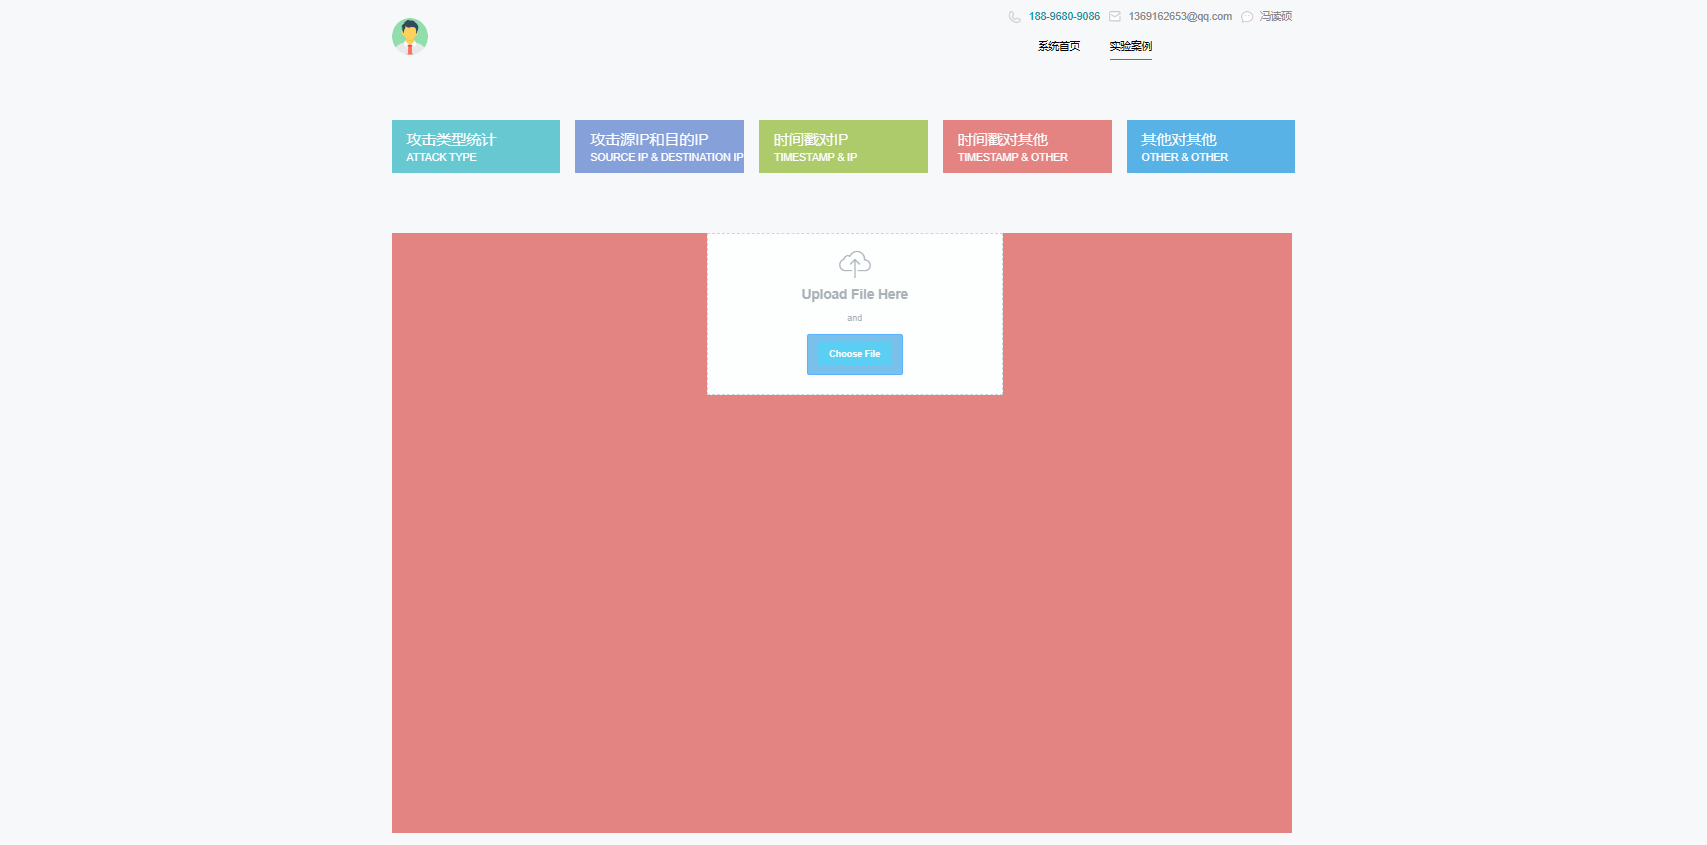 188-9680-9086 1369162653@qq.com 冯读硕
系统首页 实验案例
攻击类型统计
ATTACK TYPE
攻击源IP和目的IP
SOURCE IP & DESTINATION IP
时间戳对IP
TIMESTAMP & IP
时间戳对其他
TIMESTAMP & OTHER
其他对其他
OTHER & OTHER
Upload File Here
and
Choose File